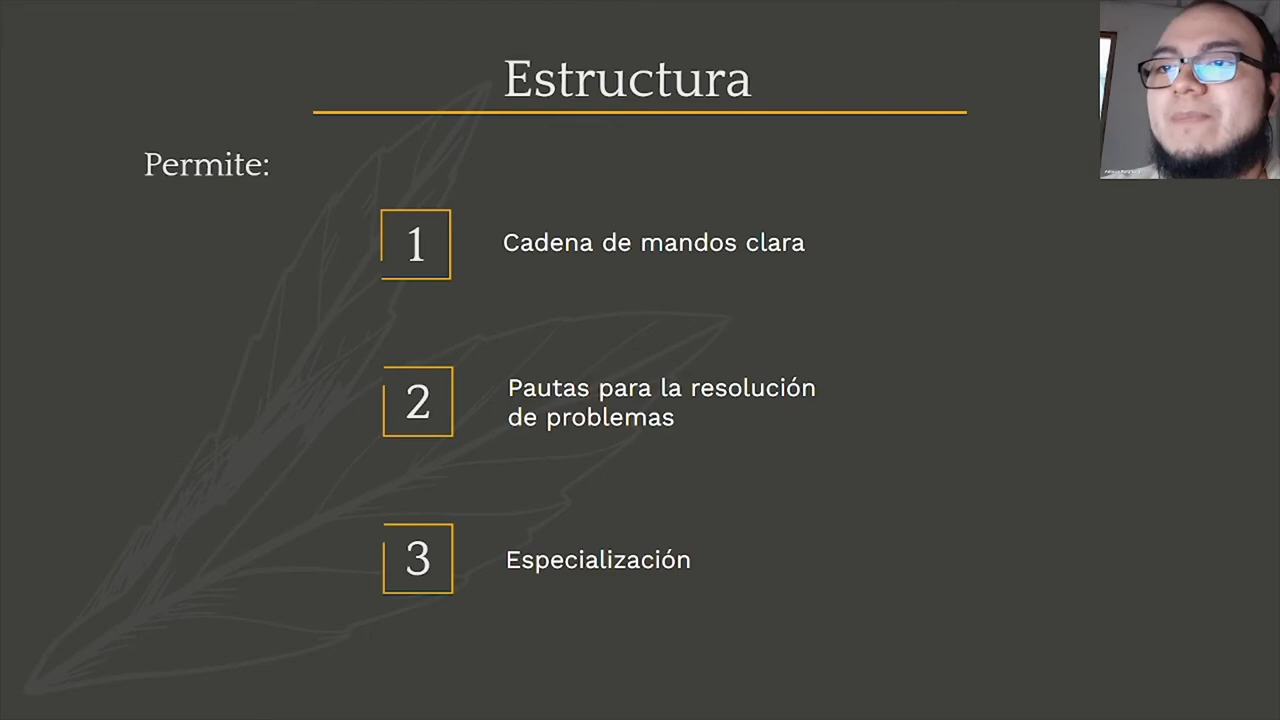 Estructura
Permite:
1
Cadena de mandos clara
2
Pautas para la resolución
de problemas
3
Especialización